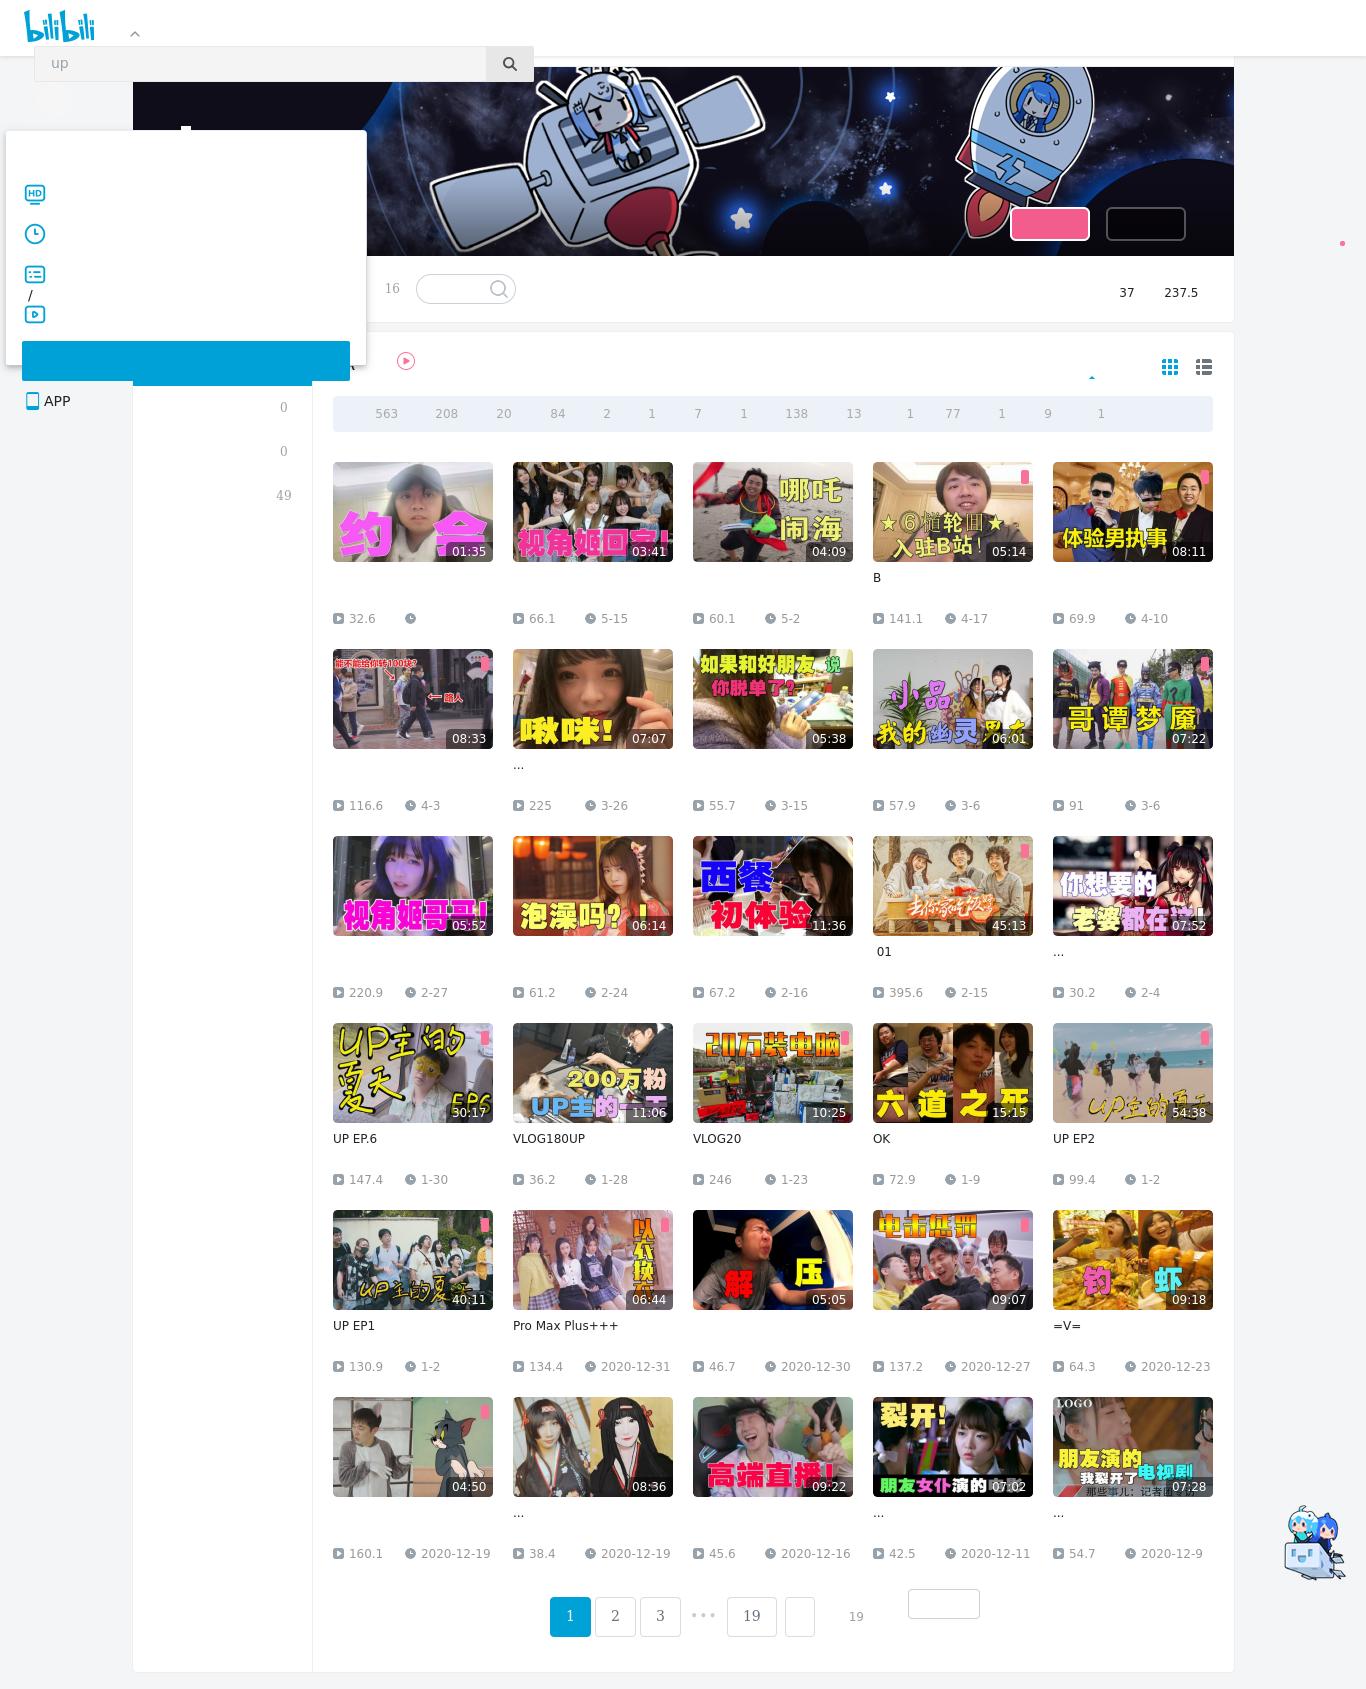 bilibili
up
HD
/
APP
16
37
237.5
0
0
49
563 208 20 84 2 1 7 1 138 13 1 77 1 9 1
约 会
01:35
视角姬回家!
03:41
哪吒
闹海
04:09
入驻B站!
05:14
体验男执事
08:11
B
32.6
66.1 5-15
60.1 5-2
141.1 4-17
69.9 4-10
能不能给你转100块?
路人
08:33
啾咪!
07:07
如果和好朋友说
你脱单了?
05:38
小品
我的幽灵男友
06:01
哥谭梦魇
07:22
...
116.6 4-3
225 3-26
55.7 3-15
57.9 3-6
91 3-6
视角姬哥哥!
05:52
泡澡吗?!
06:14
西餐
初体验
11:36
去你家吃饭
45:13
你想要的
老婆都在这!
07:52
01
...
220.9 2-27
61.2 2-24
67.2 2-16
395.6 2-15
30.2 2-4
UP主的
夏天
EP6
30:17
200万粉
UP主的一天
11:06
20万装电脑
10:25
六道之死
15:15
UP主的夏天
54:38
UP EP.6
VLOG180UP
VLOG20
OK
UP EP2
147.4 1-30
36.2 1-28
246 1-23
72.9 1-9
99.4 1-2
UP主的夏天
40:11
以衣换衣
06:44
解 压
05:05
电击惩罚
09:07
钓 虾
09:18
UP EP1
Pro Max Plus+++
=V=
130.9 1-2
134.4 2020-12-31
46.7 2020-12-30
137.2 2020-12-27
64.3 2020-12-23
04:50
08:36
高端直播!
09:22
裂开!
朋友女仆演的电影
07:02
LOGO
朋友演的
我裂开了电视剧
那些事儿：记者团
07:28
...
...
...
160.1 2020-12-19
38.4 2020-12-19
45.6 2020-12-16
42.5 2020-12-11
54.7 2020-12-9
1 2 3 ••• 19
19